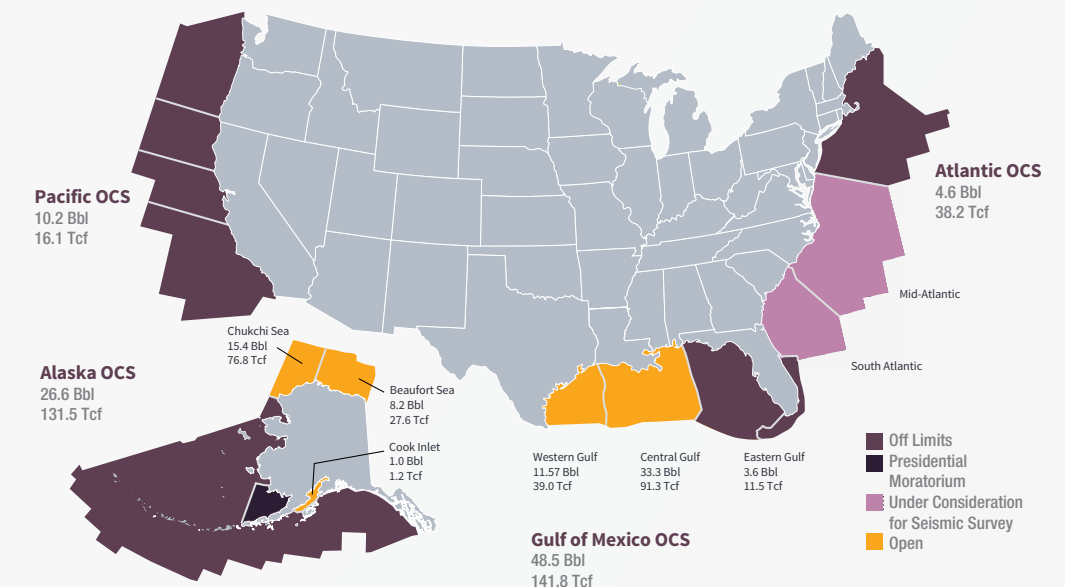 Pacific OCS
10.2 Bbl
16.1 Tcf
Atlantic OCS
4.6 Bbl
38.2 Tcf
Mid-Atlantic
South Atlantic
Chukchi Sea
15.4 Bbl
76.8 Tcf
Alaska OCS
26.6 Bbl
131.5 Tcf
Beaufort Sea
8.2 Bbl
27.6 Tcf
Cook Inlet
1.0 Bbl
1.2 Tcf
Western Gulf
11.57 Bbl
39.0 Tcf
Central Gulf
33.3 Bbl
91.3 Tcf
Eastern Gulf
3.6 Bbl
11.5 Tcf
Gulf of Mexico OCS
48.5 Bbl
141.8 Tcf
Off Limits
Presidential
Moratorium
Under Consideration
for Seismic Survey
Open